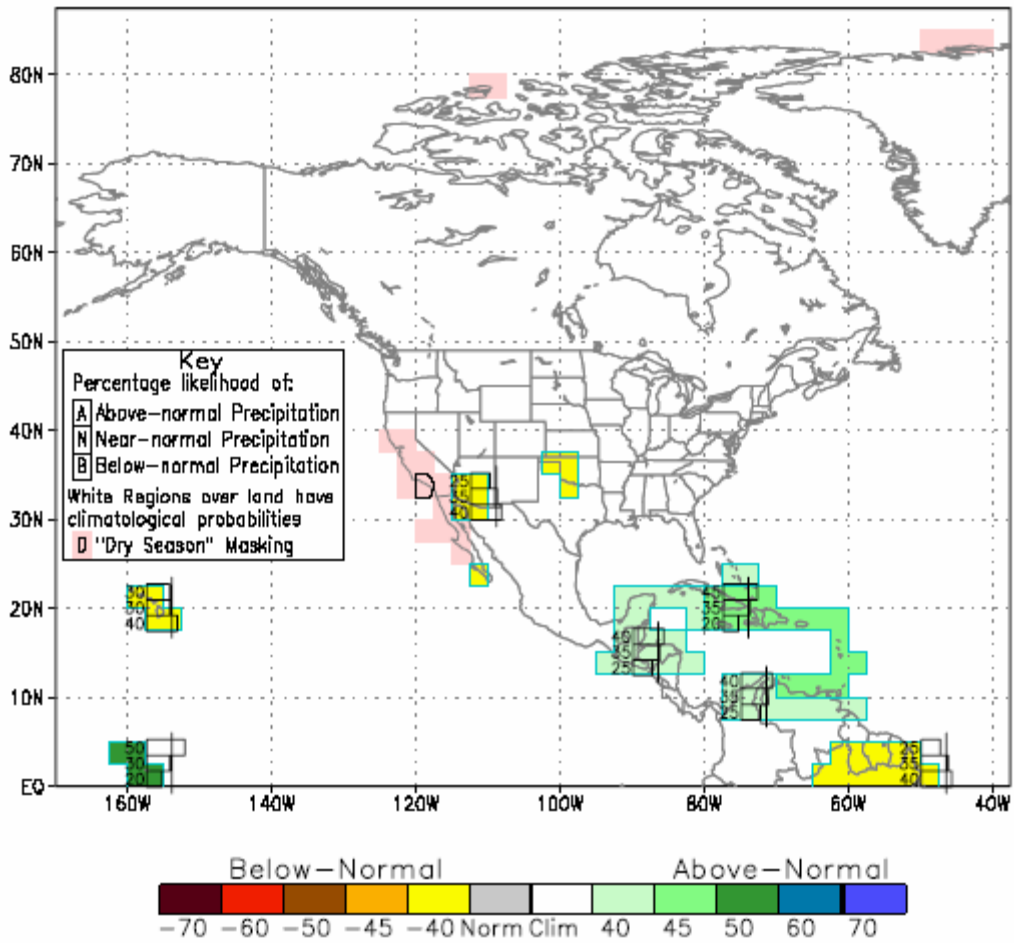 80N
70N
60N
50N
40N
30N
20N
10N
EQ
Key
Percentage likelihood of:
A Above-normal Precipitation
N Near-normal Precipitation
B Below-normal Precipitation
White Regions over land have
climatological probabilities
D "Dry Season" Masking
D
25
35
40
30
30
40
45
35
20
40
35
25
40
35
25
50
30
20
25
35
40
160W 140W 120W 100W 80W 60W 40W
Below-Normal Above-Normal
-70 -60 -50 -45 -40 Norm Clim 40 45 50 60 70